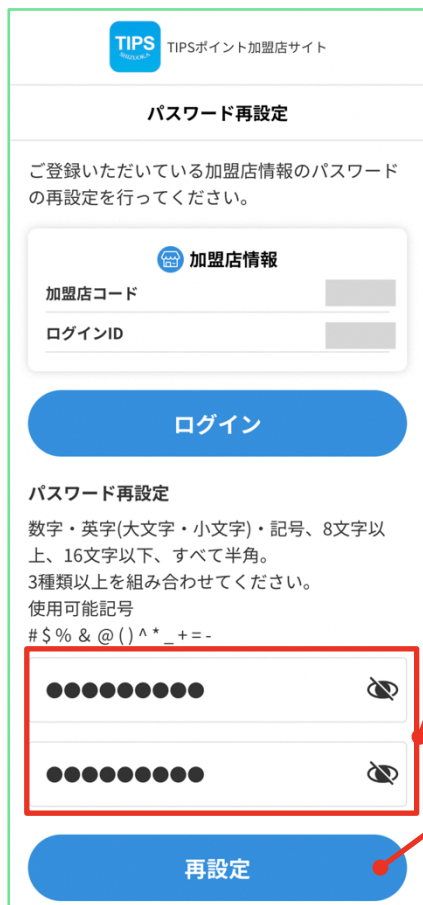 TIPS
SHIZUOKA
TIPSポイント加盟店サイト
パスワード再設定
ご登録いただいている加盟店情報のパスワード
の再設定を行ってください。
加盟店情報
加盟店コード
ログインID
ログイン
パスワード再設定
数字・英字(大文字・小文字)・記号、8文字以
上、16文字以下、すべて半角。
3種類以上を組み合わせてください。
使用可能記号
# $ % & @ ( ) ^ * _ + = -
●●●●●●●●●
●●●●●●●●●
再設定